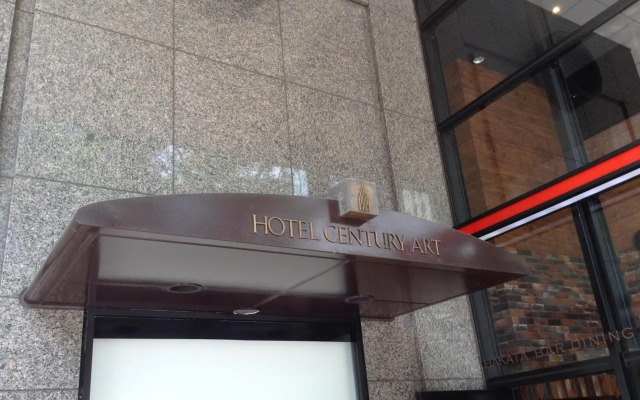 HOTEL CENTURY ART
HAKATA BAR DINING